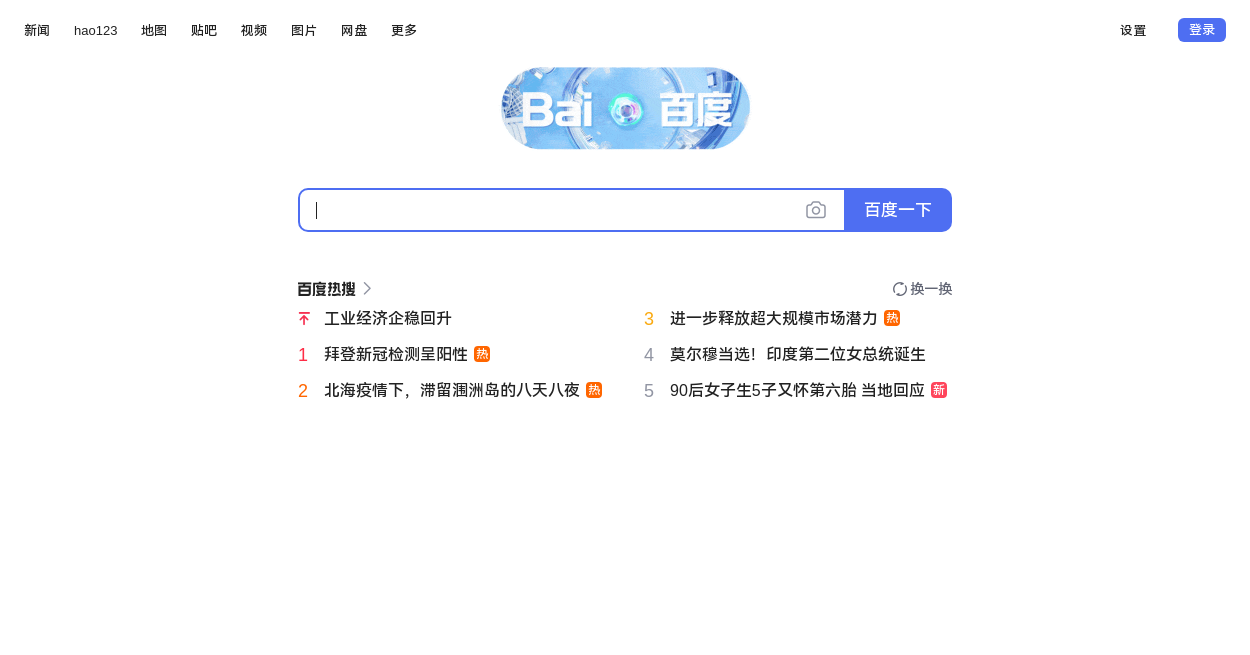 新闻 hao123 地图 贴吧 视频 图片 网盘 更多 设置 登录
Bai 百度
百度一下
百度热搜 换一换
工业经济企稳回升
1 拜登新冠检测呈阳性 热
2 北海疫情下，滞留涠洲岛的八天八夜 热
3 进一步释放超大规模市场潜力 热
4 莫尔穆当选！印度第二位女总统诞生
5 90后女子生5子又怀第六胎 当地回应 新